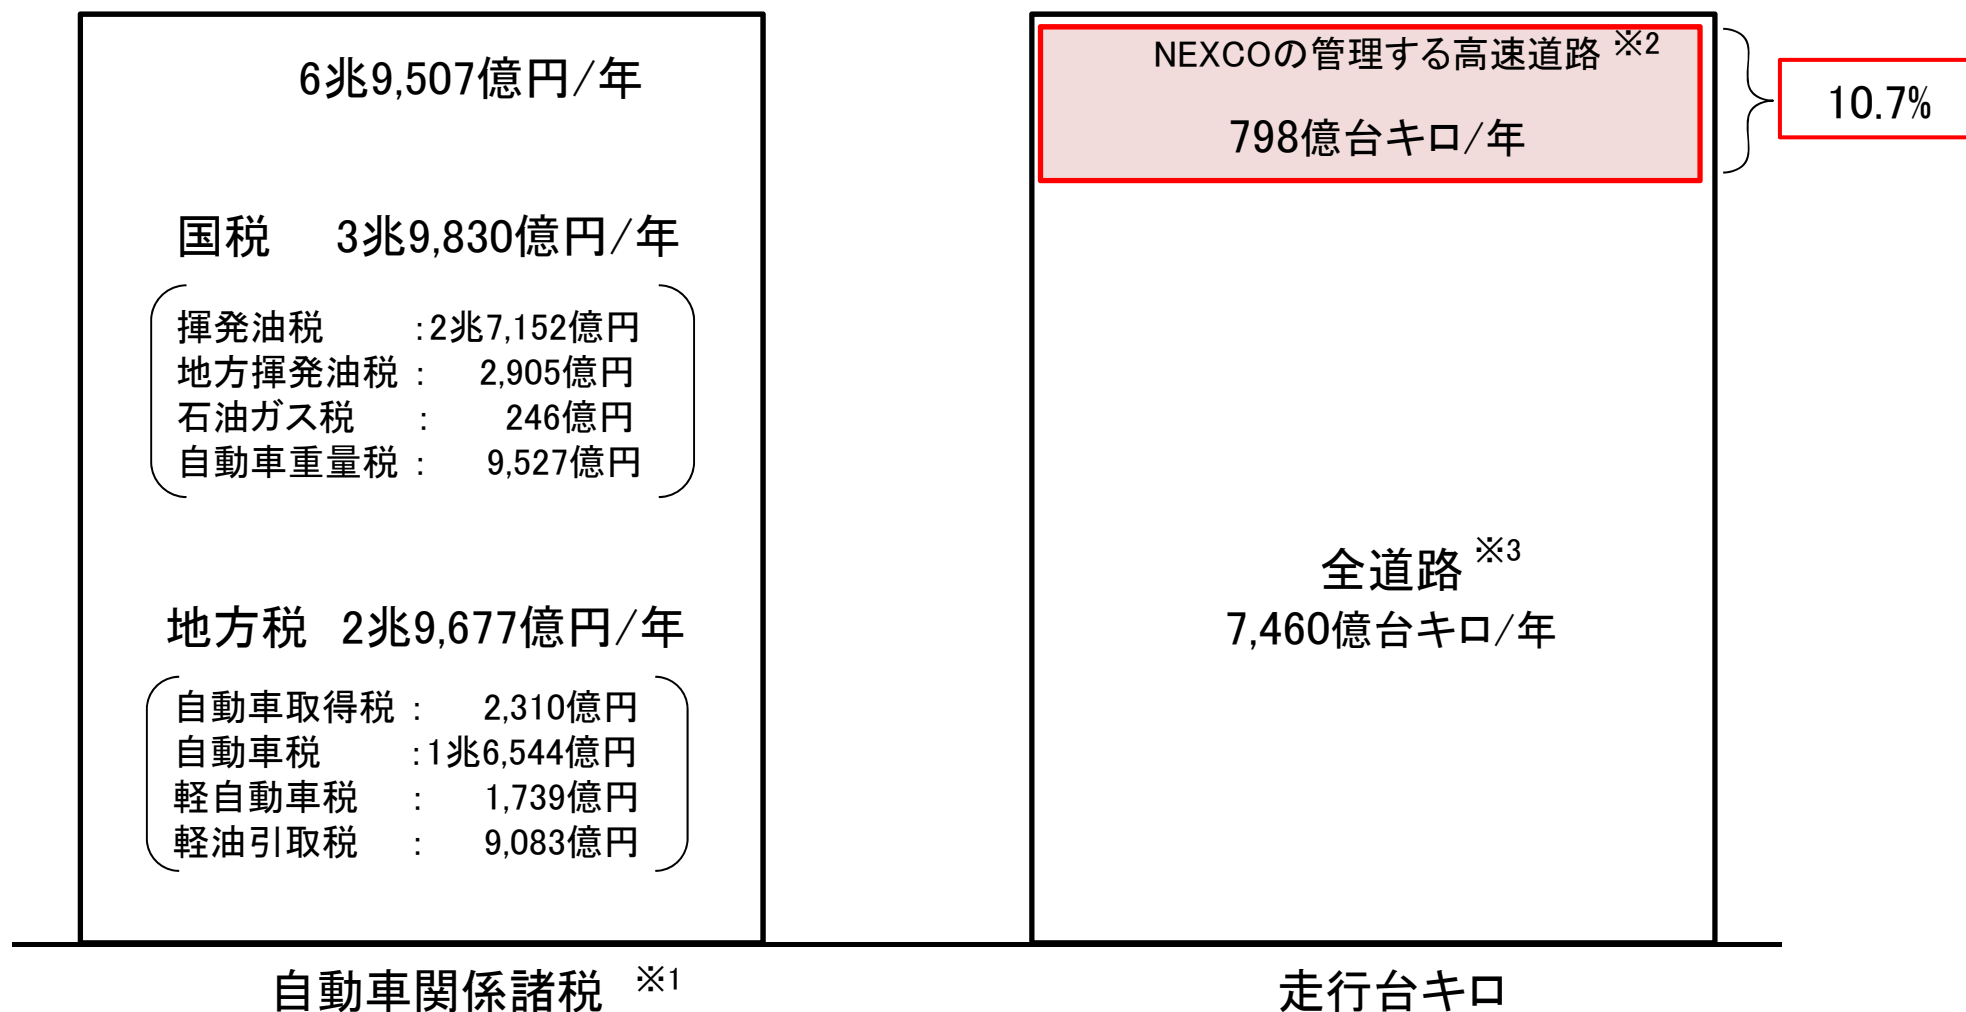 6兆9,507億円/年
国税 3兆9,830億円/年
揮発油税 :2兆7,152億円
地方揮発油税 : 2,905億円
石油ガス税 : 246億円
自動車重量税 : 9,527億円
地方税 2兆9,677億円/年
自動車取得税 : 2,310億円
自動車税 :1兆6,544億円
軽自動車税 : 1,739億円
軽油引取税 : 9,083億円
自動車関係諸税 ※1
NEXCOの管理する高速道路 ※2
798億台キロ/年
10.7%
全道路 ※3
7,460億台キロ/年
走行台キロ